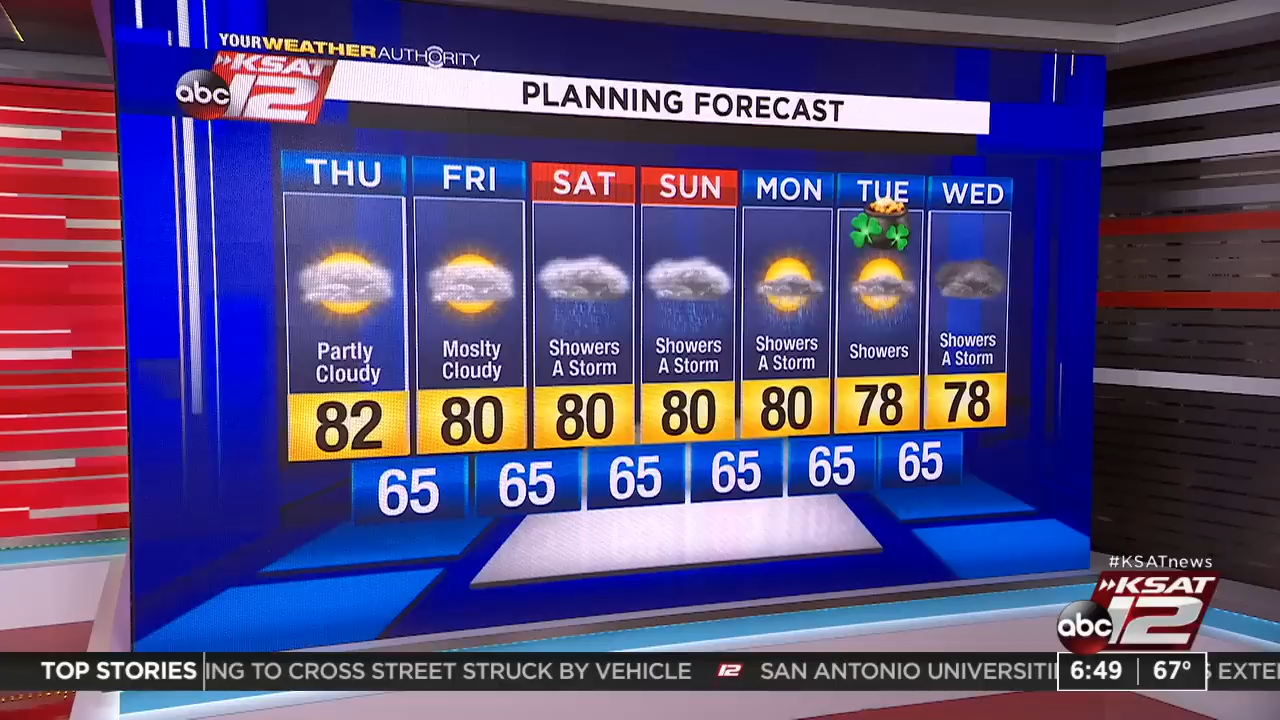 YOURWEATHERAUTHORITY
KSAT
abc 12
PLANNING FORECAST
THU FRI SAT SUN MON TUE WED
Partly Cloudy
Moslty Cloudy
Showers A Storm
Showers A Storm
Showers A Storm
Showers
Showers A Storm
82 80 80 80 80 78 78
65 65 65 65 65 65
#KSATnews
KSAT
abc 12
TOP STORIES ING TO CROSS STREET STRUCK BY VEHICLE 12 SAN ANTONIO UNIVERSITI 6:49 67° S EXTE